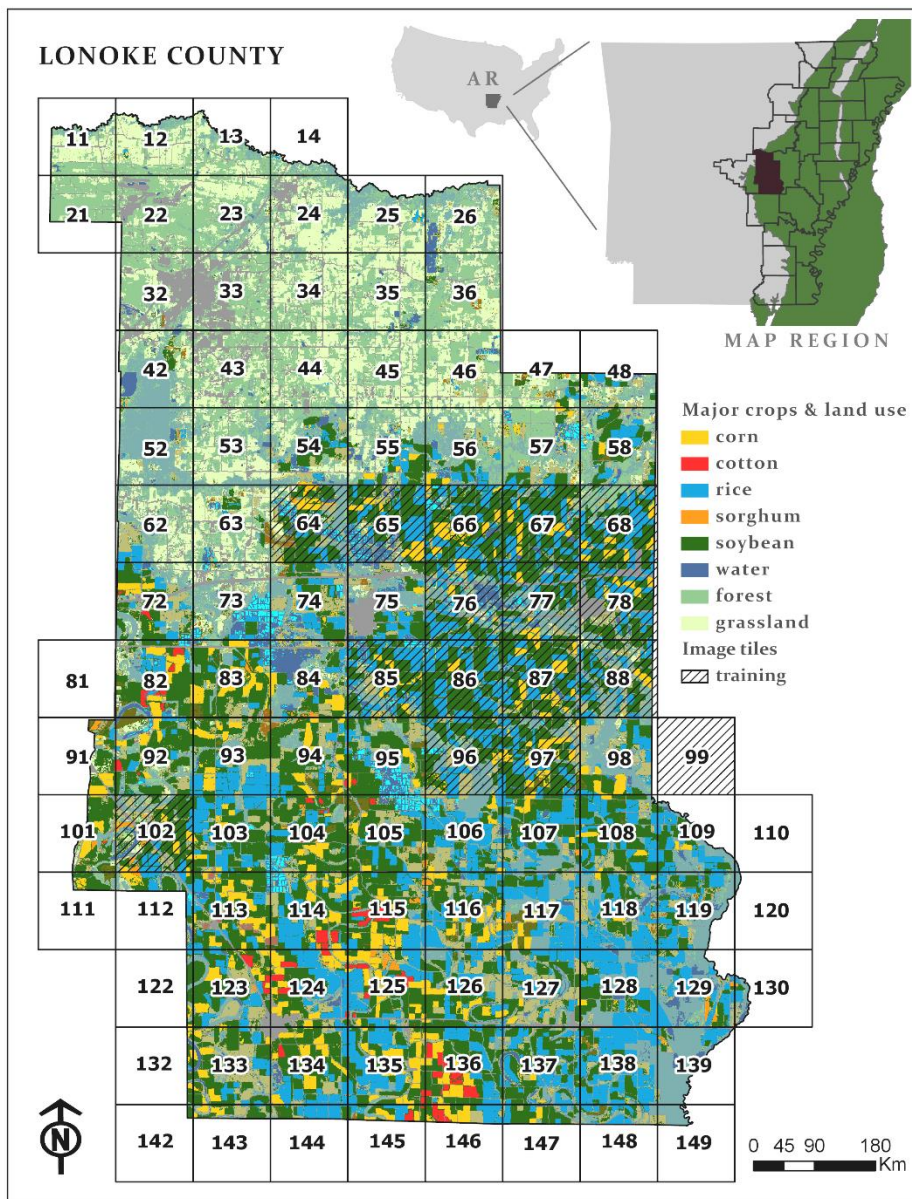 LONOKE COUNTY
AR
MAP REGION
11 12 13 14
21 22 23 24 25 26
32 33 34 35 36
42 43 44 45 46 47 48
52 53 54 55 56 57 58
62 63 64 65 66 67 68
72 73 74 75 76 77 78
81 82 83 84 85 86 87 88
91 92 93 94 95 96 97 98 99
101 102 103 104 105 106 107 108 109 110
111 112 113 114 115 116 117 118 119 120
122 123 124 125 126 127 128 129 130
132 133 134 135 136 137 138 139
142 143 144 145 146 147 148 149
Major crops & land use
corn
cotton
rice
sorghum
soybean
water
forest
grassland
Image tiles
training
N
0 45 90 180
Km